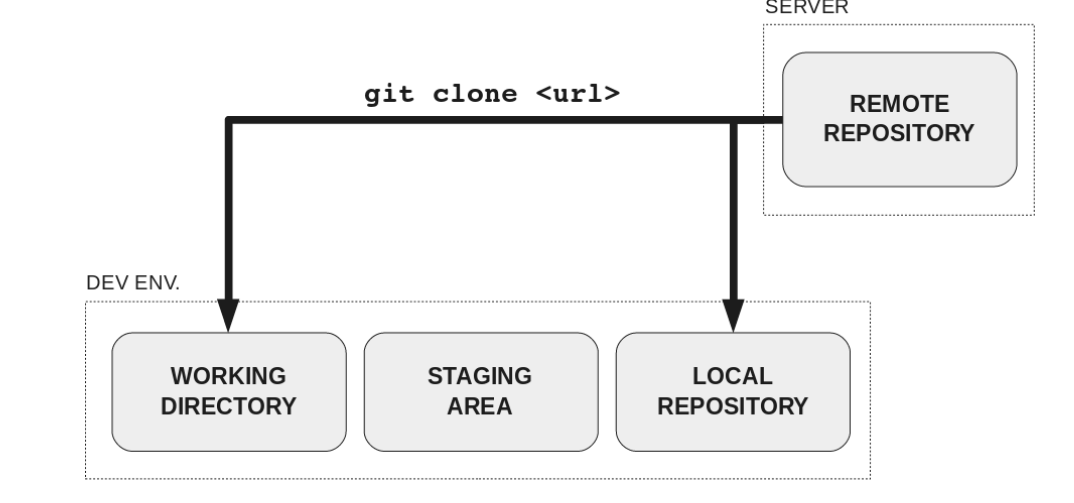 SERVER
git clone <url>
REMOTE
REPOSITORY
DEV ENV.
WORKING
DIRECTORY
STAGING
AREA
LOCAL
REPOSITORY